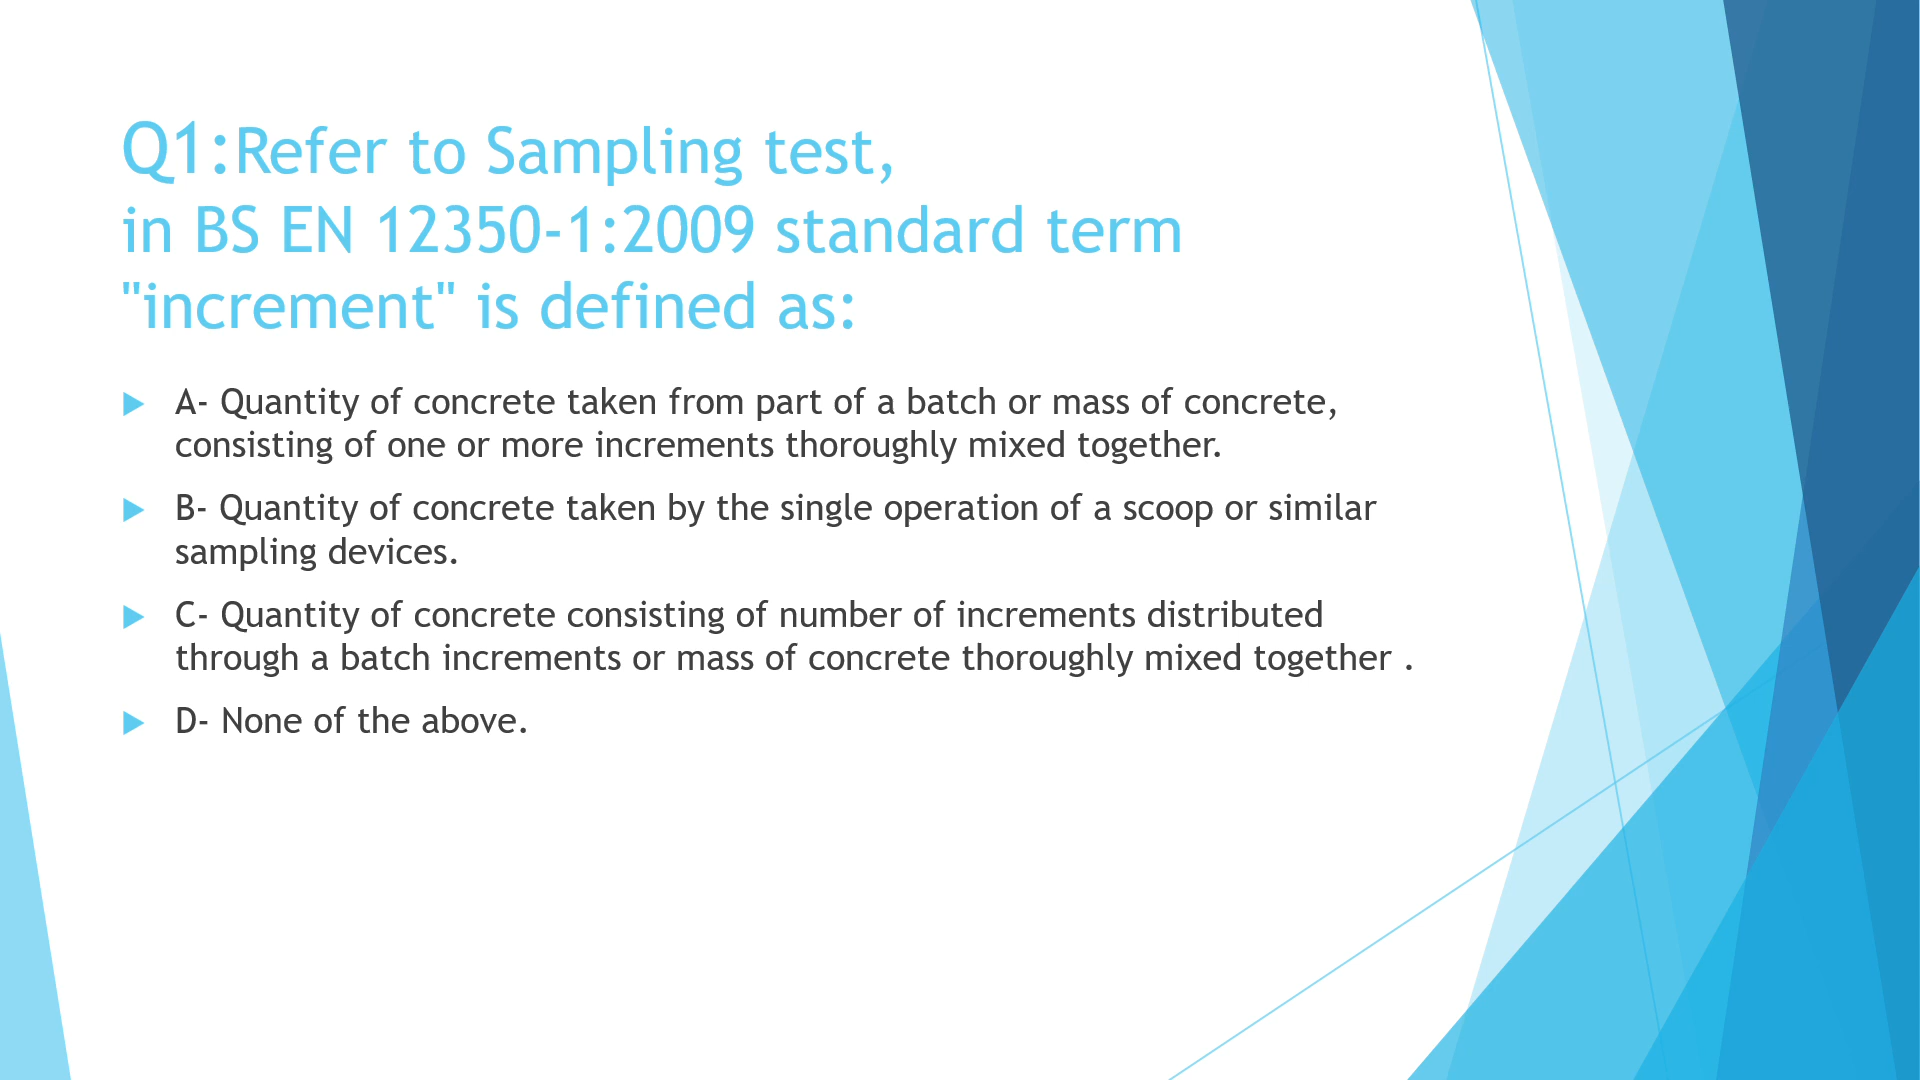 Q1:Refer to Sampling test,
in BS EN 12350-1:2009 standard term
"increment" is defined as:
A- Quantity of concrete taken from part of a batch or mass of concrete,
consisting of one or more increments thoroughly mixed together.
B- Quantity of concrete taken by the single operation of a scoop or similar
sampling devices.
C- Quantity of concrete consisting of number of increments distributed
through a batch increments or mass of concrete thoroughly mixed together .
D- None of the above.